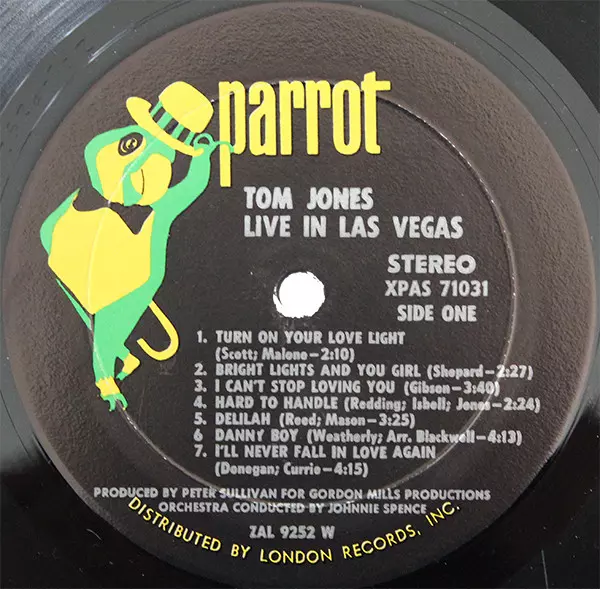 parrot
TOM JONES
LIVE IN LAS VEGAS
STEREO
XPAS 71031
SIDE ONE
1. TURN ON YOUR LOVE LIGHT
(Scott; Malone–2:10)
2. BRIGHT LIGHTS AND YOU GIRL (Shepard–2:27)
3. I CAN'T STOP LOVING YOU (Gibson–3:40)
4. HARD TO HANDLE (Redding; Isbell; Jones–2:24)
5. DELILAH (Reed; Mason–3:25)
6 DANNY BOY (Weatherly; Arr. Blackwell–4:13)
7. I'LL NEVER FALL IN LOVE AGAIN
(Donegan; Currie–4:15)
PRODUCED BY PETER SULLIVAN FOR GORDON MILLS PRODUCTIONS
ORCHESTRA CONDUCTED BY JOHNNIE SPENCE
ZAL 9252 W
DISTRIBUTED BY LONDON RECORDS, INC.